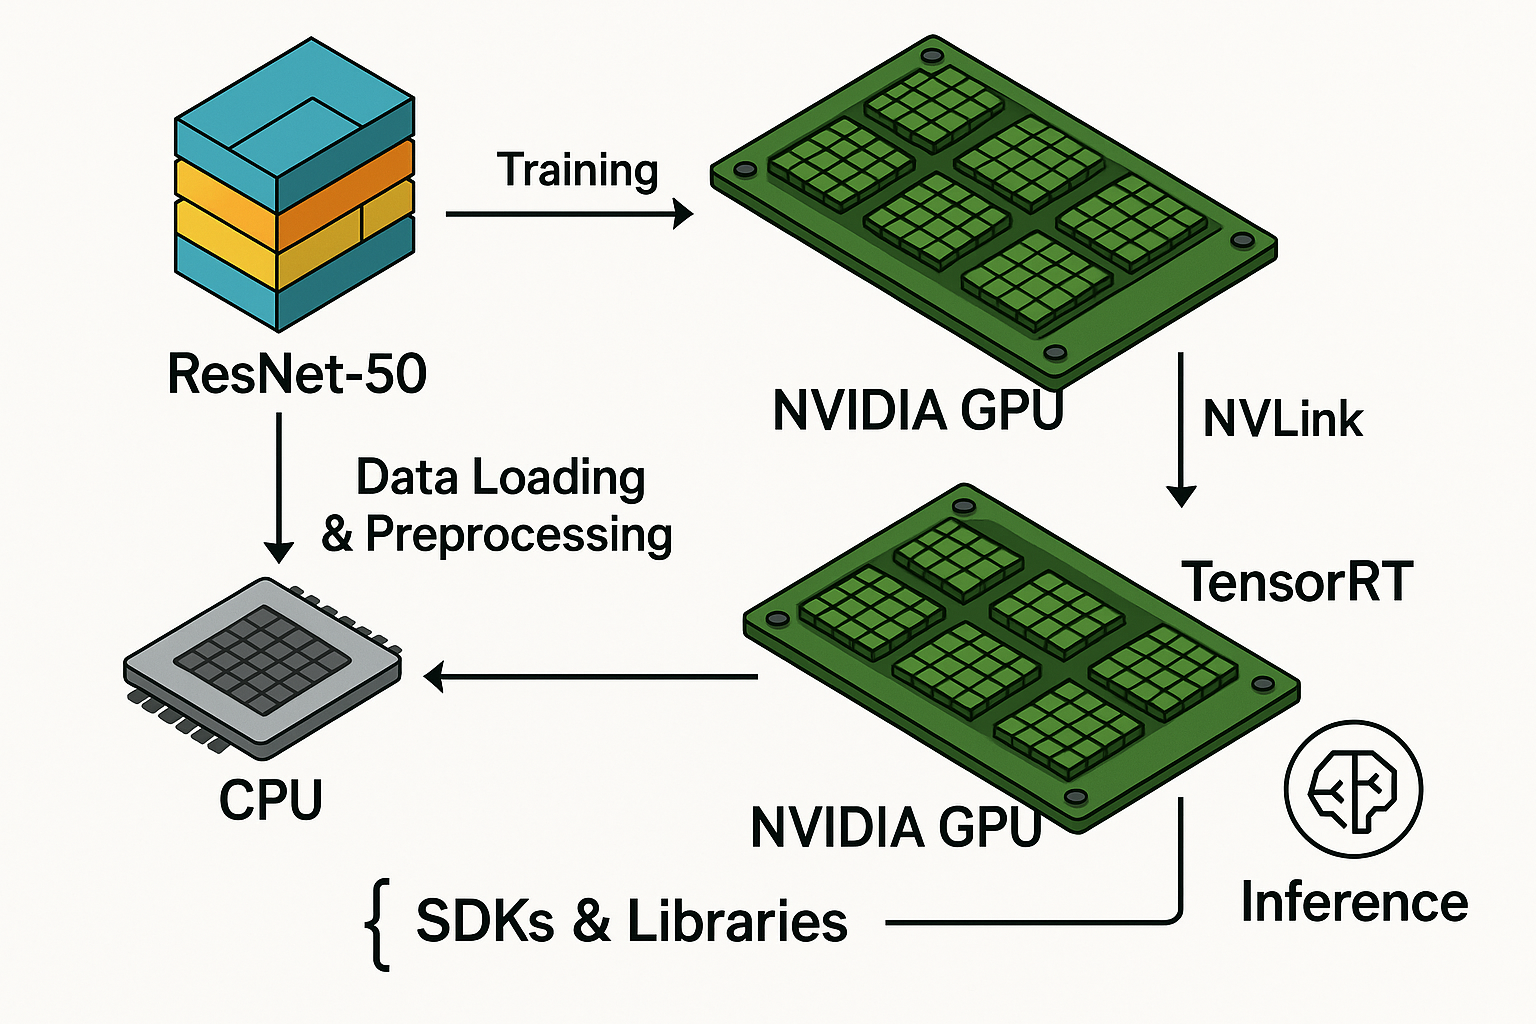 Training
ResNet-50
NVIDIA GPU
NVLink
Data Loading
& Preprocessing
TensorRT
CPU
NVIDIA GPU
Inference
{ SDKs & Libraries